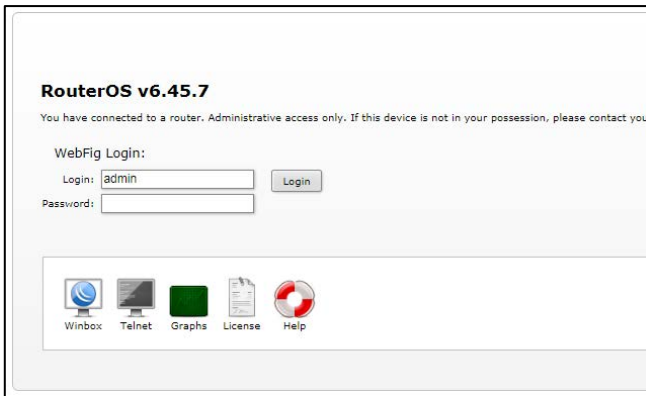 RouterOS v6.45.7
You have connected to a router. Administrative access only. If this device is not in your possession, please contact
WebFig Login:
Login: admin Login
Password:
Winbox Telnet Graphs License Help